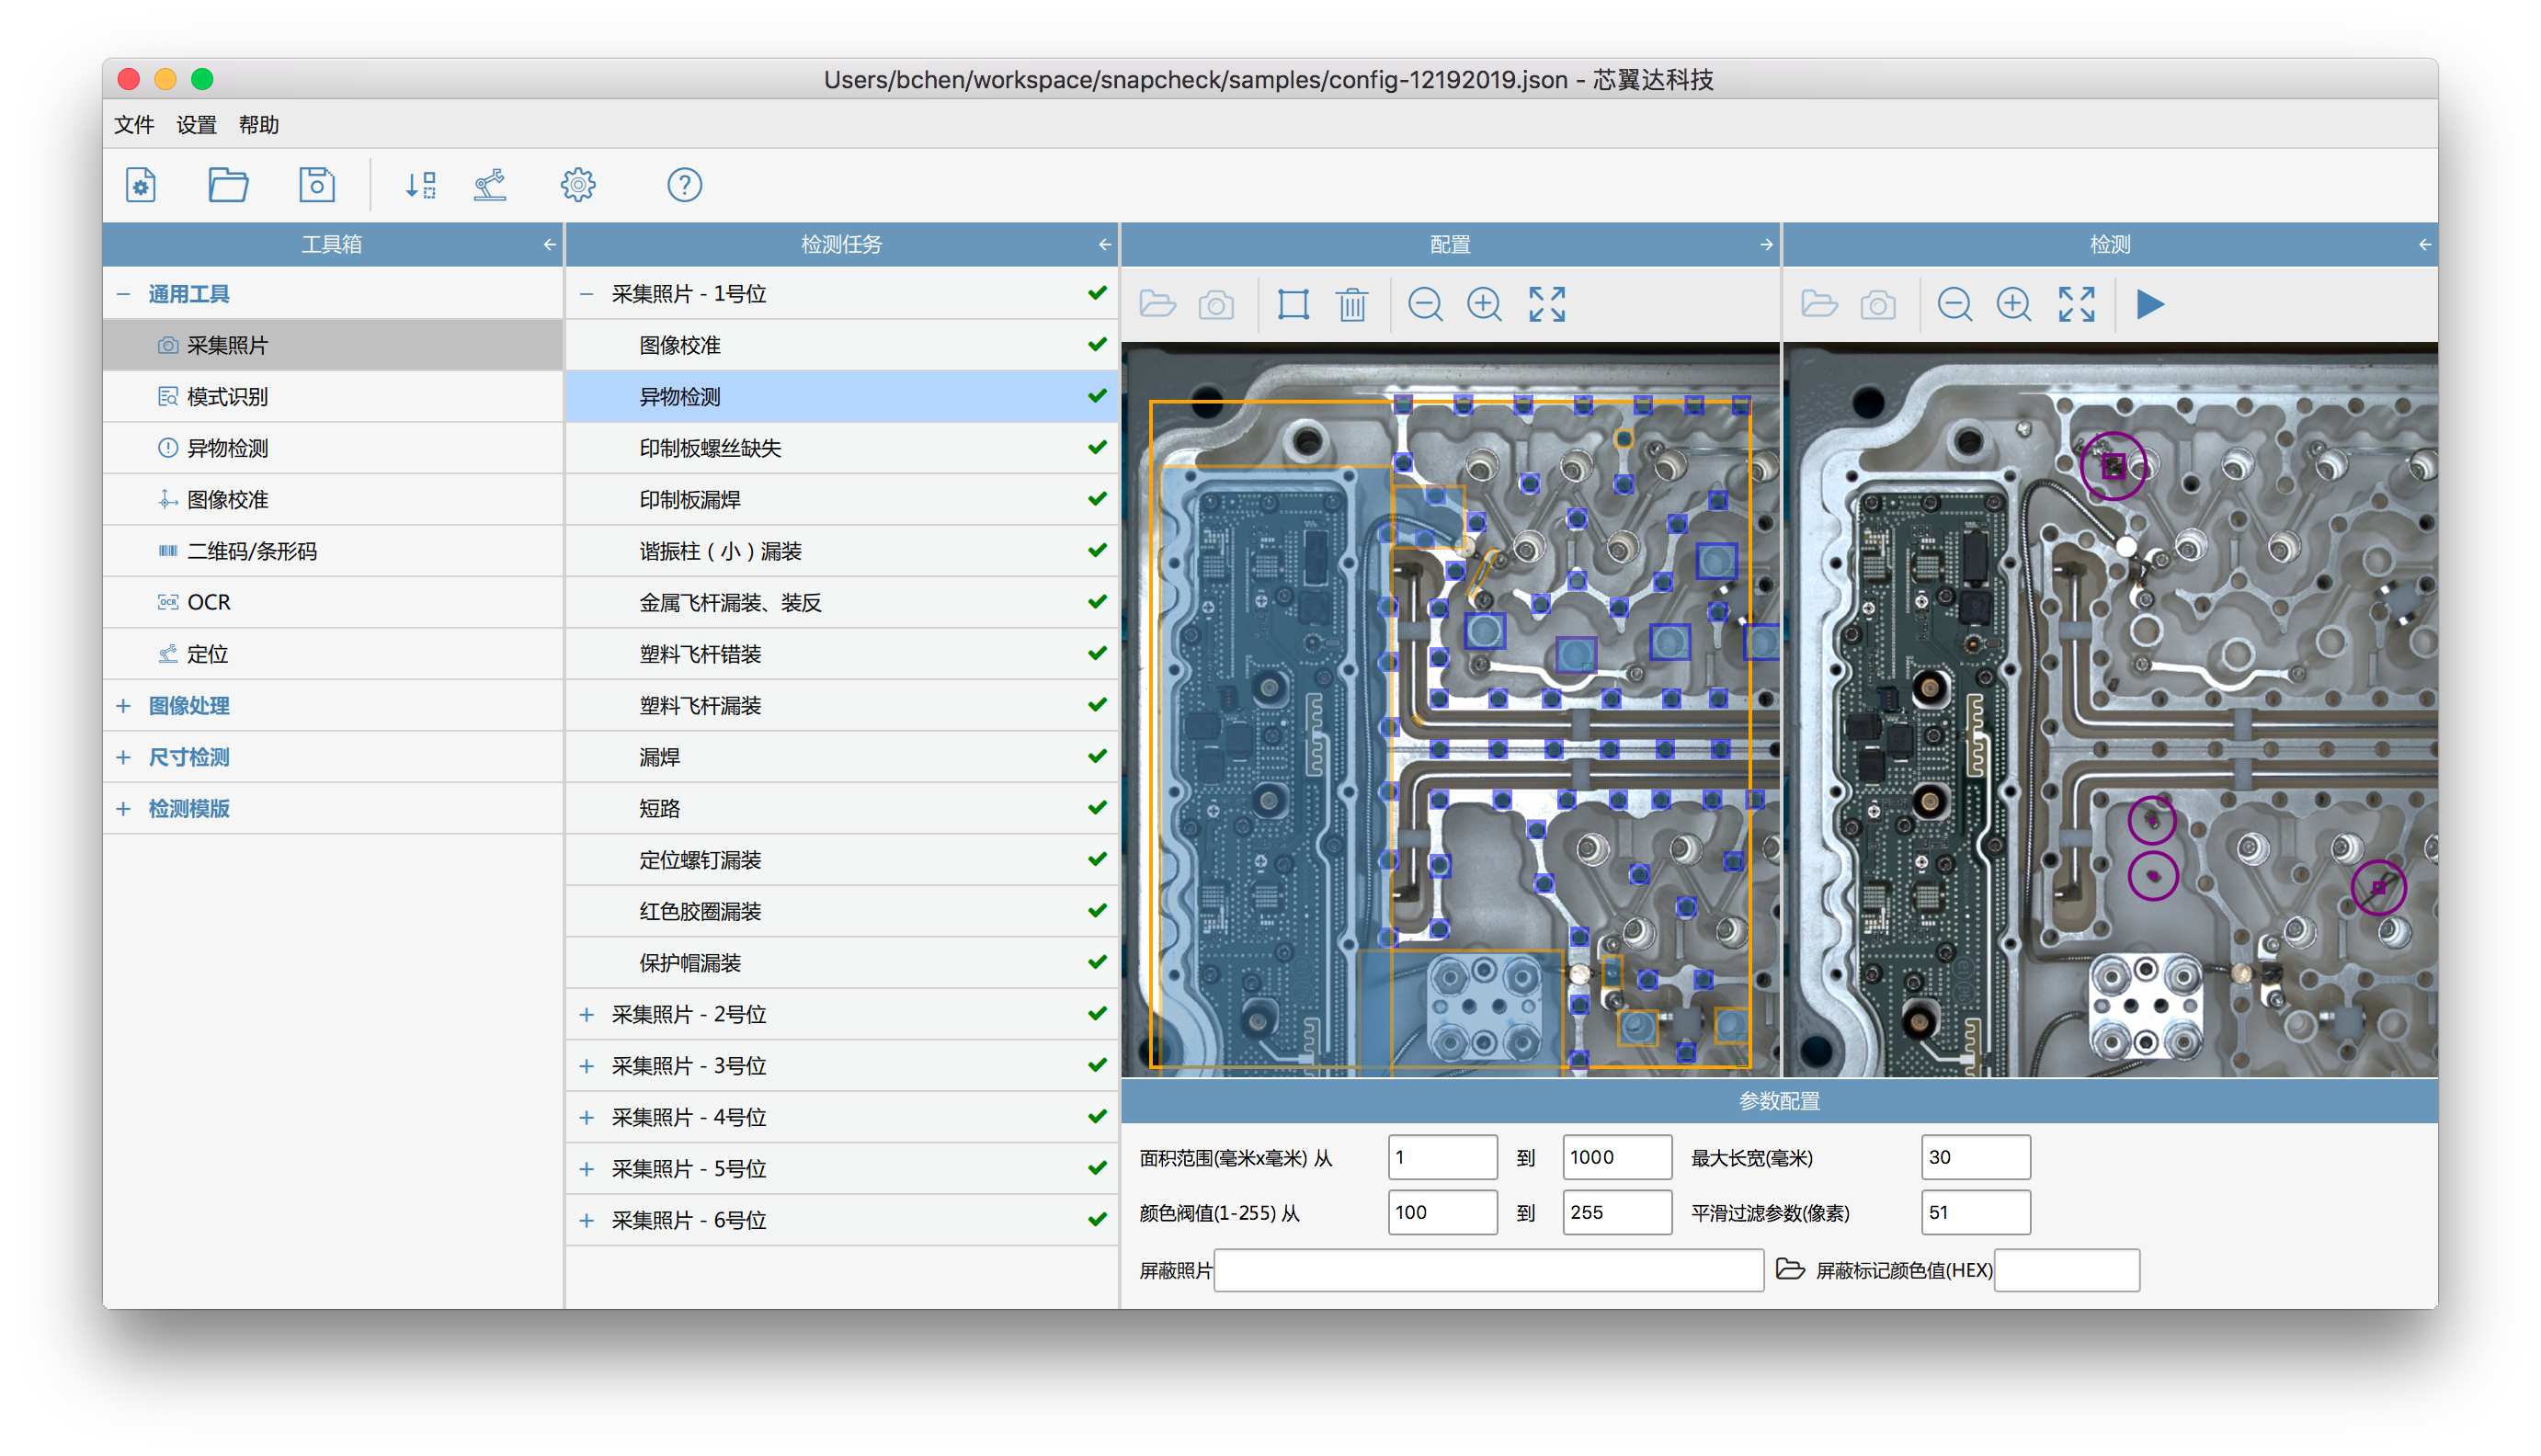 Users/bchen/workspace/snapcheck/samples/config-12192019.json - 芯翼达科技
文件 设置 帮助
工具箱
通用工具
采集照片
模式识别
异物检测
图像校准
二维码/条形码
OCR
定位
图像处理
尺寸检测
检测模版
检测任务
采集照片 - 1号位
图像校准
异物检测
印制板螺丝缺失
印制板漏焊
谐振柱（小）漏装
金属飞杆漏装、装反
塑料飞杆错装
塑料飞杆漏装
漏焊
短路
定位螺钉漏装
红色胶圈漏装
保护帽漏装
采集照片 - 2号位
采集照片 - 3号位
采集照片 - 4号位
采集照片 - 5号位
采集照片 - 6号位
配置
检测
参数配置
面积范围(毫米x毫米) 从 1 到 1000 最大长宽(毫米) 30
颜色阀值(1-255) 从 100 到 255 平滑过滤参数(像素) 51
屏蔽照片 屏蔽标记颜色值(HEX)